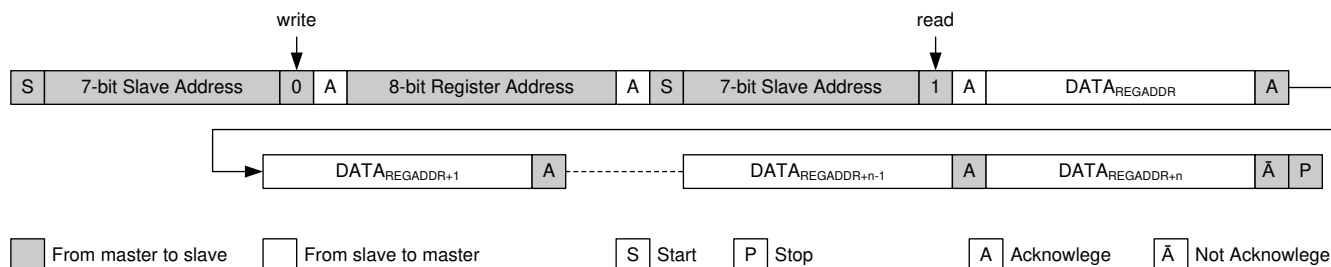 write read
S 7-bit Slave Address 0 A 8-bit Register Address A S 7-bit Slave Address 1 A DATAREGADDR A
DATAREGADDR+1 A DATAREGADDR+n-1 A DATAREGADDR+n Ā P
From master to slave From slave to master S Start P Stop A Acknowlege Ā Not Acknowlege